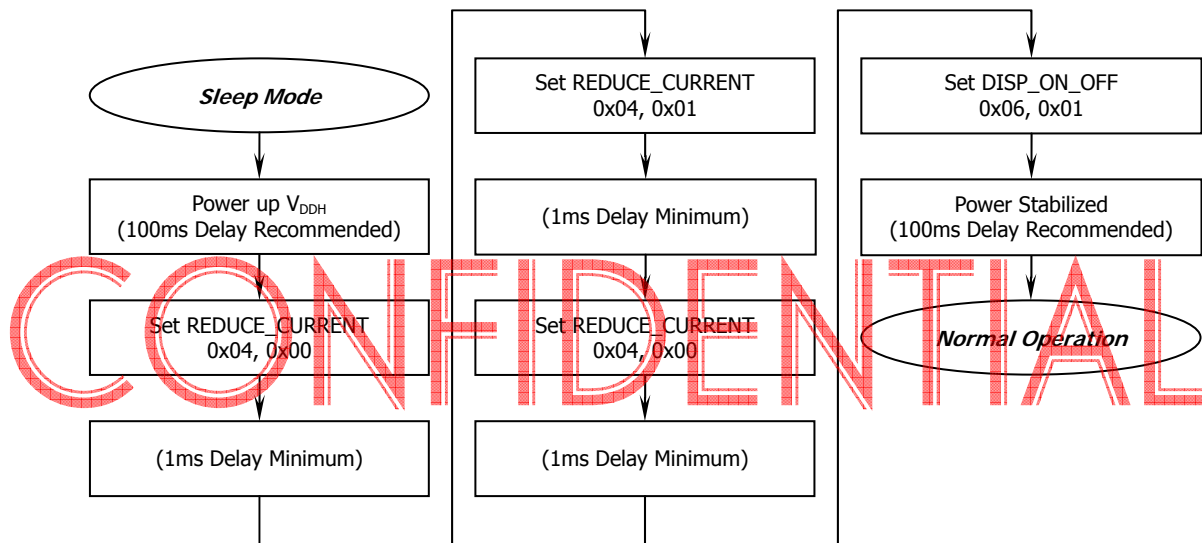 Sleep Mode
Power up VDDH
(100ms Delay Recommended)
Set REDUCE_CURRENT
0x04, 0x00
(1ms Delay Minimum)
Set REDUCE_CURRENT
0x04, 0x01
(1ms Delay Minimum)
Set REDUCE_CURRENT
0x04, 0x00
(1ms Delay Minimum)
Set DISP_ON_OFF
0x06, 0x01
Power Stabilized
(100ms Delay Recommended)
Normal Operation
CONFIDENTIAL